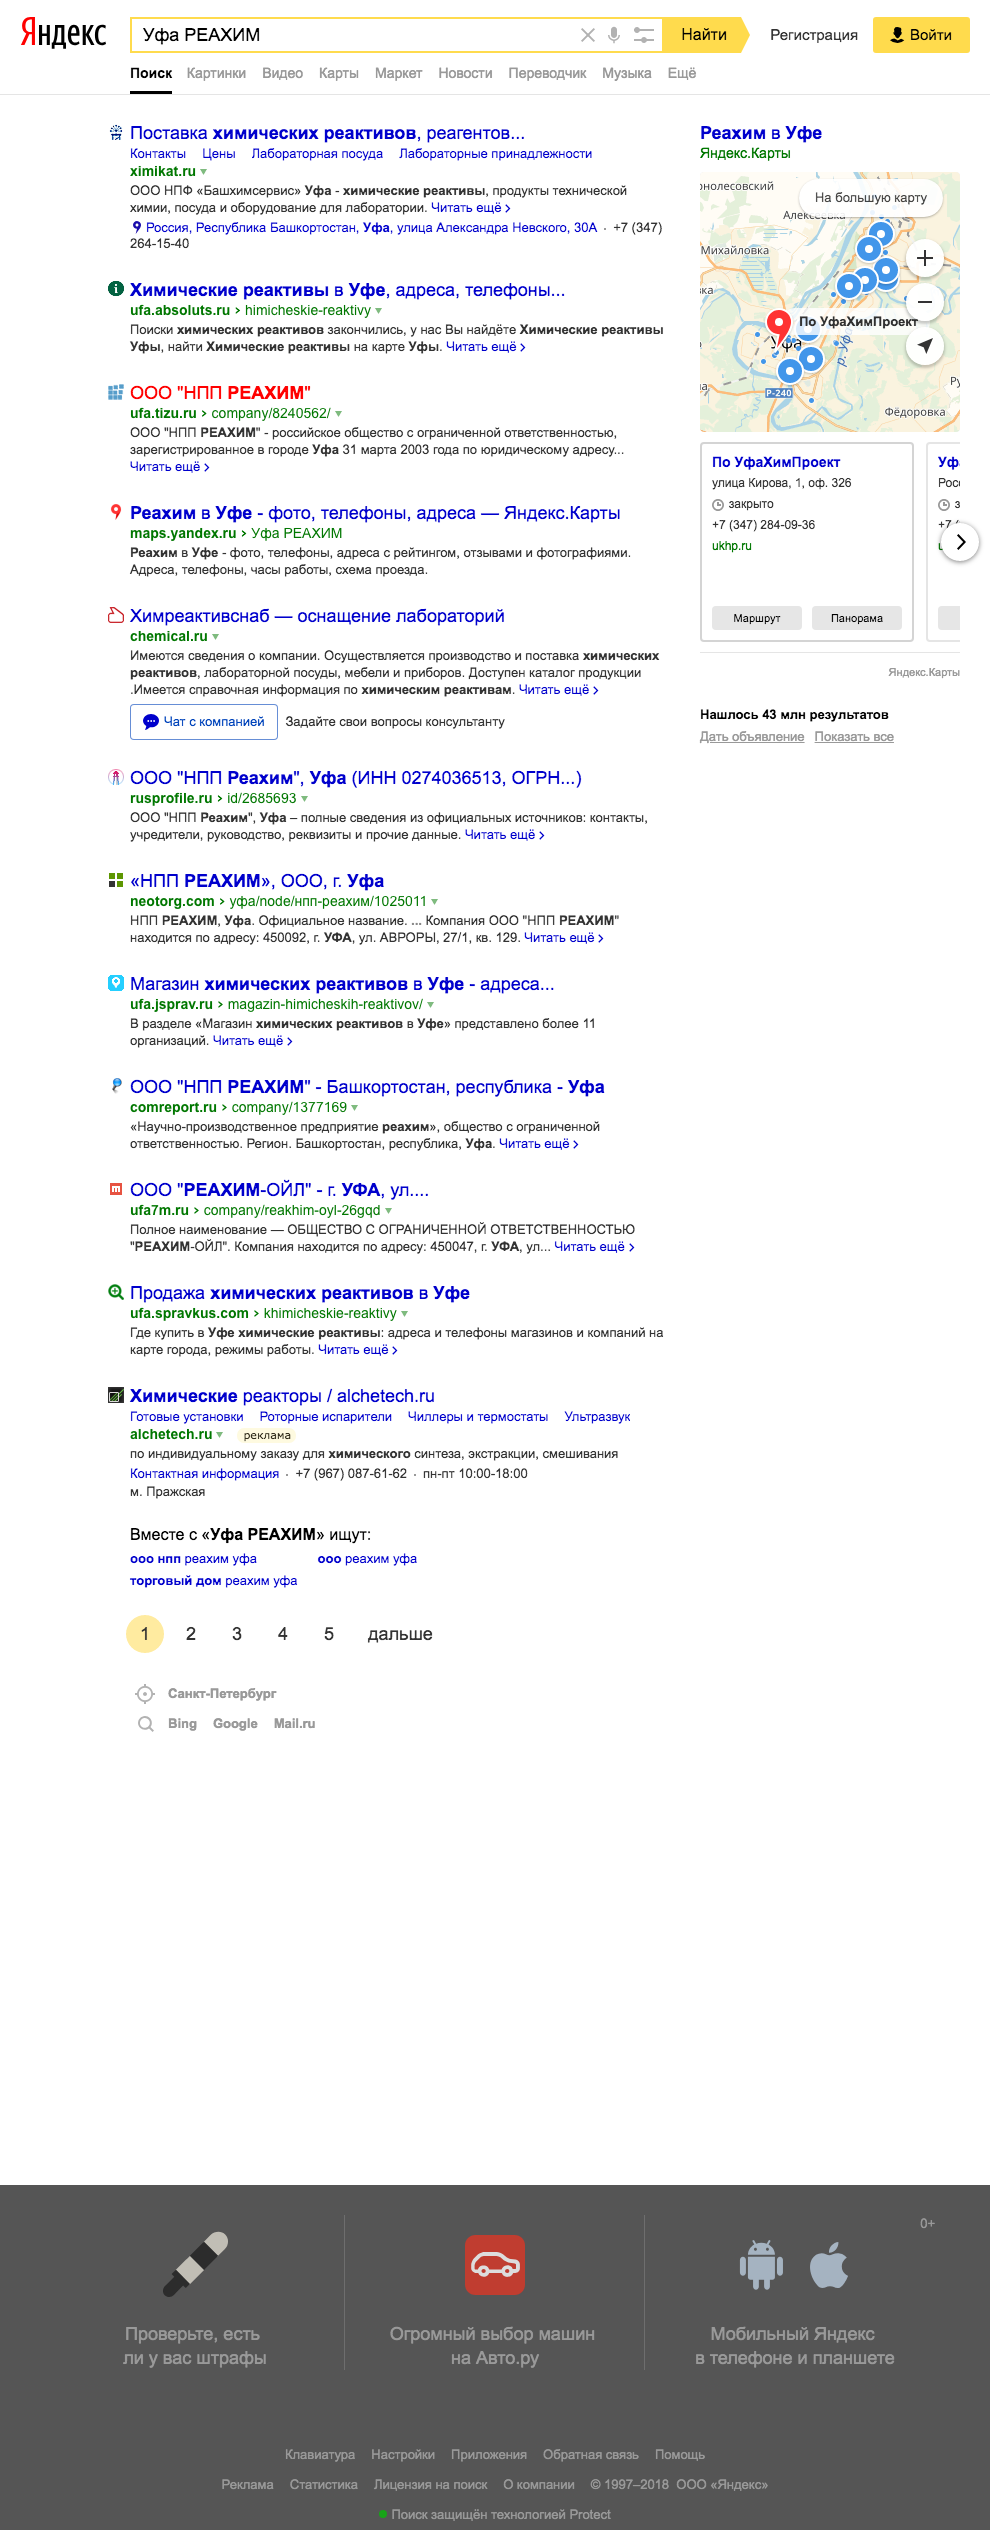 Яндекс
Уфа РЕАХИМ
Найти
Регистрация
Войти
Поиск Картинки Видео Карты Маркет Новости Переводчик Музыка Ещё
Поставка химических реактивов, реагентов...
Контакты Цены Лабораторная посуда Лабораторные принадлежности
ximikat.ru
ООО НПФ «Башхимсервис» Уфа - химические реактивы, продукты технической
химии, посуда и оборудование для лаборатории. Читать ещё ›
Россия, Республика Башкортостан, Уфа, улица Александра Невского, 30А · +7 (347)
264-15-40
Химические реактивы в Уфе, адреса, телефоны...
ufa.absoluts.ru › himicheskie-reaktivy
Поиски химических реактивов закончились, у нас Вы найдёте Химические реактивы
Уфы, найти Химические реактивы на карте Уфы. Читать ещё ›
ООО "НПП РЕАХИМ"
ufa.tizu.ru › company/8240562/
ООО "НПП РЕАХИМ" - российское общество с ограниченной ответственностью,
зарегистрированное в городе Уфа 31 марта 2003 года по юридическому адресу...
Читать ещё ›
Реахим в Уфе - фото, телефоны, адреса — Яндекс.Карты
maps.yandex.ru › Уфа РЕАХИМ
Реахим в Уфе - фото, телефоны, адреса с рейтингом, отзывами и фотографиями.
Адреса, телефоны, часы работы, схема проезда.
Химреактивснаб — оснащение лабораторий
chemical.ru
Имеются сведения о компании. Осуществляется производство и поставка химических
реактивов, лабораторной посуды, мебели и приборов. Доступен каталог продукции
.Имеется справочная информация по химическим реактивам. Читать ещё ›
Чат с компанией Задайте свои вопросы консультанту
ООО "НПП Реахим", Уфа (ИНН 0274036513, ОГРН...)
rusprofile.ru › id/2685693
ООО "НПП Реахим", Уфа – полные сведения из официальных источников: контакты,
учредители, руководство, реквизиты и прочие данные. Читать ещё ›
«НПП РЕАХИМ», ООО, г. Уфа
neotorg.com › уфа/node/нпп-реахим/1025011
НПП РЕАХИМ, Уфа. Официальное название. ... Компания ООО "НПП РЕАХИМ"
находится по адресу: 450092, г. УФА, ул. АВРОРЫ, 27/1, кв. 129. Читать ещё ›
Магазин химических реактивов в Уфе - адреса...
ufa.jsprav.ru › magazin-himicheskih-reaktivov/
В разделе «Магазин химических реактивов в Уфе» представлено более 11
организаций. Читать ещё ›
ООО "НПП РЕАХИМ" - Башкортостан, республика - Уфа
comreport.ru › company/1377169
«Научно-производственное предприятие реахим», общество с ограниченной
ответственностью. Регион. Башкортостан, республика, Уфа. Читать ещё ›
ООО "РЕАХИМ-ОЙЛ" - г. УФА, ул....
ufa7m.ru › company/reakhim-oyl-26gqd
Полное наименование — ОБЩЕСТВО С ОГРАНИЧЕННОЙ ОТВЕТСТВЕННОСТЬЮ
"РЕАХИМ-ОЙЛ". Компания находится по адресу: 450047, г. УФА, ул... Читать ещё ›
Продажа химических реактивов в Уфе
ufa.spravkus.com › khimicheskie-reaktivy
Где купить в Уфе химические реактивы: адреса и телефоны магазинов и компаний на
карте города, режимы работы. Читать ещё ›
Химические реакторы / alchetech.ru
Готовые установки Роторные испарители Чиллеры и термостаты Ультразвук
alchetech.ru реклама
по индивидуальному заказу для химического синтеза, экстракции, смешивания
Контактная информация · +7 (967) 087-61-62 · пн-пт 10:00-18:00
м. Пражская
Вместе с «Уфа РЕАХИМ» ищут:
ооо нпп реахим уфа ооо реахим уфа
торговый дом реахим уфа
1 2 3 4 5 дальше
Санкт-Петербург
Bing Google Mail.ru
Реахим в Уфе
Яндекс.Карты
На большую карту
Михайловка
По УфаХимПроект
Уфа
р. Уф
Р-240
Ру
Фёдоровка
По УфаХимПроект
улица Кирова, 1, оф. 326
закрыто
+7 (347) 284-09-36
ukhp.ru
Маршрут Панорама
Уфа
Росс
+7
Яндекс.Карты
Нашлось 43 млн результатов
Дать объявление Показать все
0+
Проверьте, есть
ли у вас штрафы
Огромный выбор машин
на Авто.ру
Мобильный Яндекс
в телефоне и планшете
Клавиатура Настройки Приложения Обратная связь Помощь
Реклама Статистика Лицензия на поиск О компании © 1997–2018 ООО «Яндекс»
Поиск защищён технологией Protect